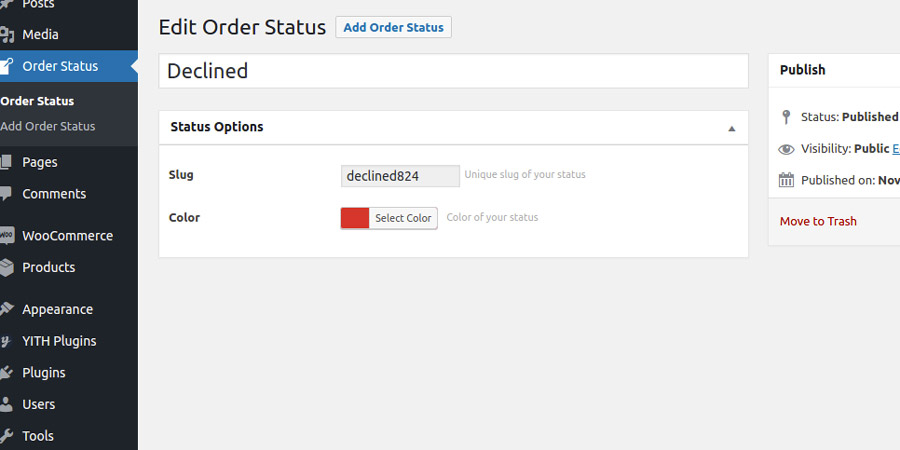 Posts
Media
Order Status
Order Status
Add Order Status
Pages
Comments
WooCommerce
Products
Appearance
YITH Plugins
Plugins
Users
Tools
Edit Order Status
Add Order Status
Declined
Status Options
Slug
declined824
Unique slug of your status
Color
Select Color
Color of your status
Publish
Status: Published
Visibility: Public E
Published on: Nov
Move to Trash